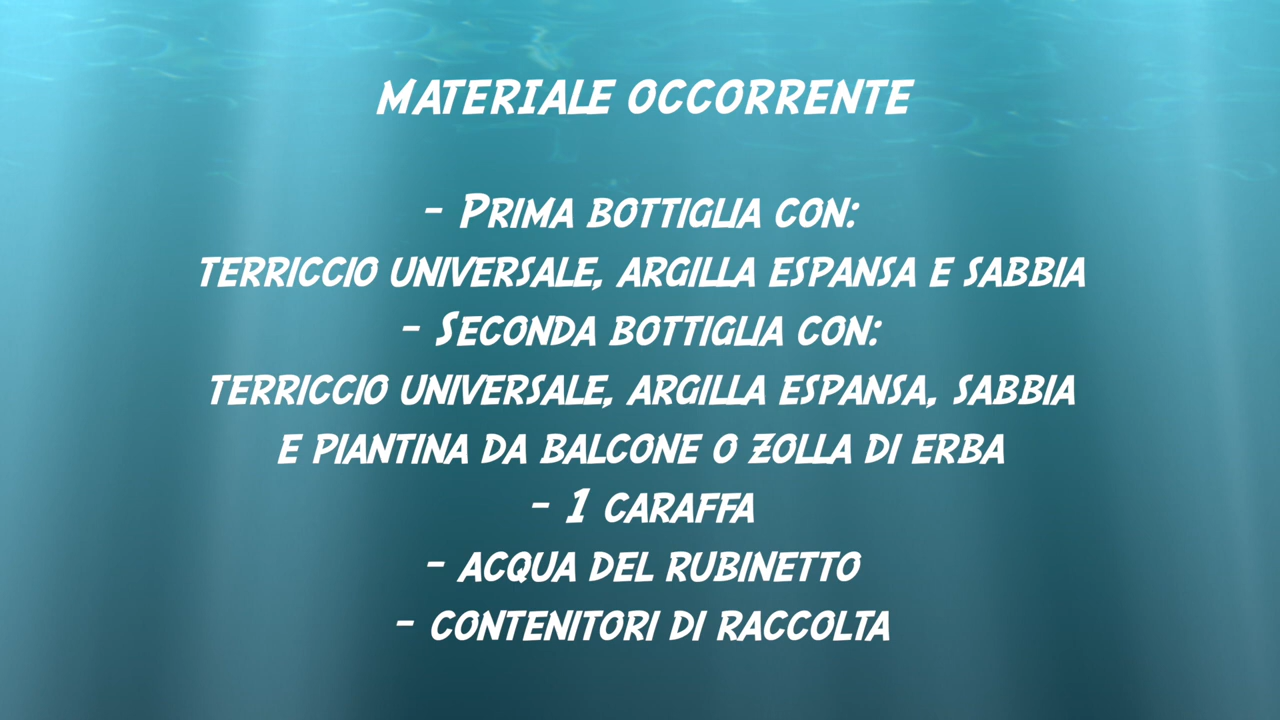 MATERIALE OCCORRENTE
- PRIMA BOTTIGLIA CON:
TERRICCIO UNIVERSALE, ARGILLA ESPANSA E SABBIA
- SECONDA BOTTIGLIA CON:
TERRICCIO UNIVERSALE, ARGILLA ESPANSA, SABBIA
E PIANTINA DA BALCONE O ZOLLA DI ERBA
- 1 CARAFFA
- ACQUA DEL RUBINETTO
- CONTENITORI DI RACCOLTA